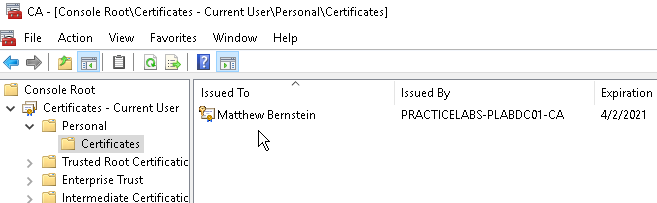 CA - [Console Root\Certificates - Current User\Personal\Certificates]
File Action View Favorites Window Help
Console Root
Certificates - Current User
Personal
Certificates
Trusted Root Certificatic
Enterprise Trust
Intermediate Certificatic
Issued To Issued By Expiration
Matthew Bernstein PRACTICELABS-PLABDC01-CA 4/2/2021